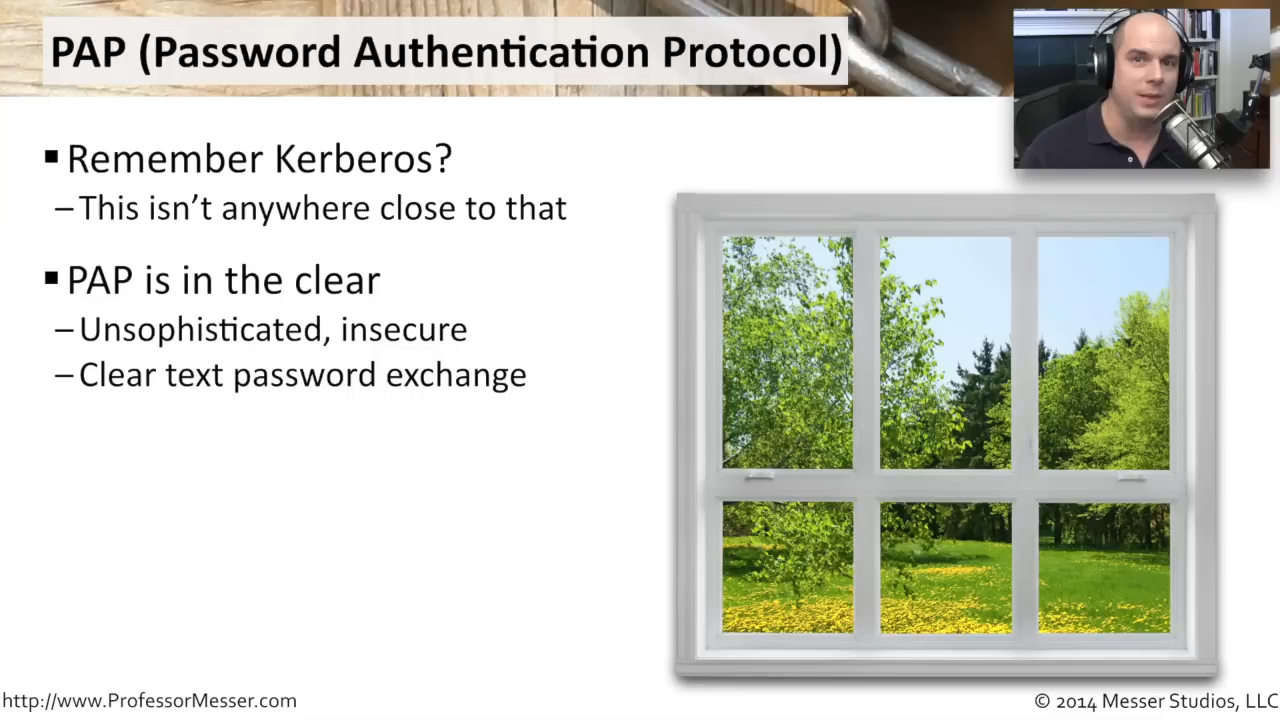 PAP (Password Authentication Protocol)
▪ Remember Kerberos?
– This isn’t anywhere close to that
▪ PAP is in the clear
– Unsophisticated, insecure
– Clear text password exchange
http://www.ProfessorMesser.com
© 2014 Messer Studios, LLC